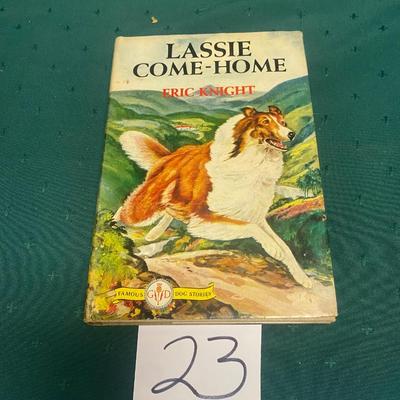 LASSIE
COME-HOME
ERIC KNIGHT
FAMOUS G&D DOG STORIES
23